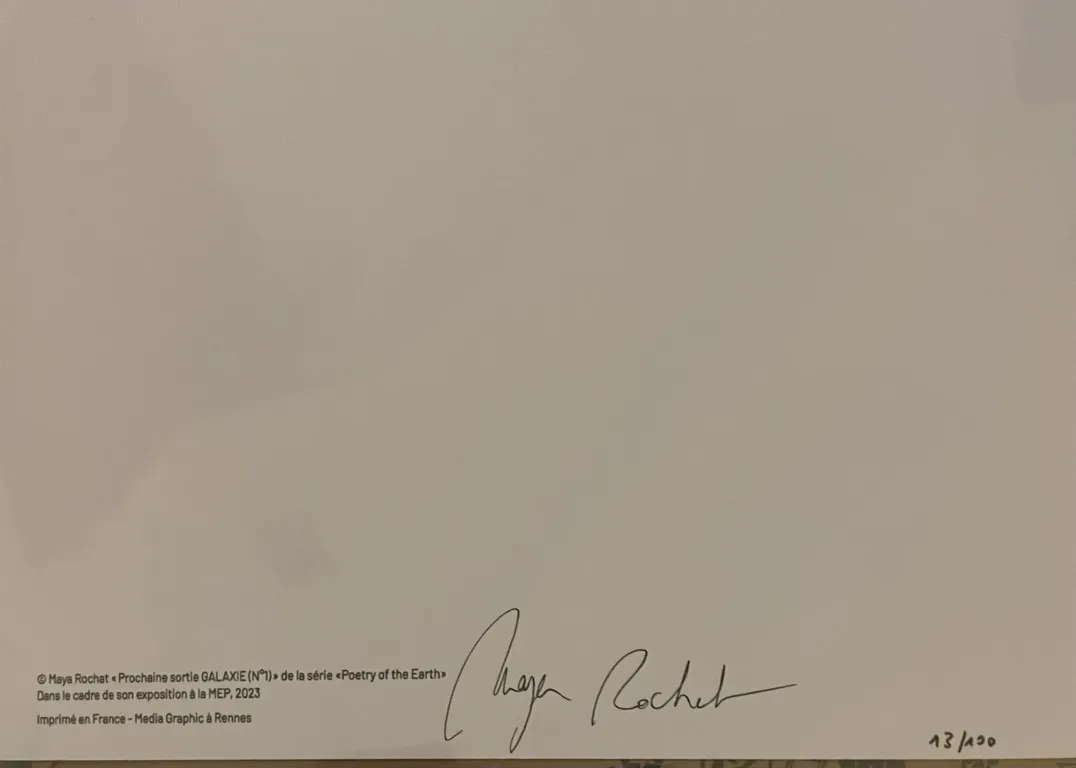 © Maya Rochat « Prochaine sortie GALAXIE (N°1) » de la série «Poetry of the Earth»
Dans le cadre de son exposition à la MEP, 2023
Imprimé en France - Media Graphic à Rennes
Maya Rochat
13/100